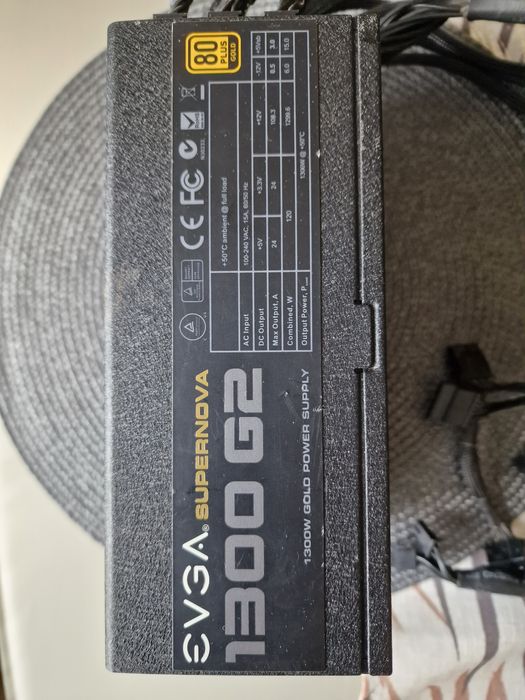 EVGA® SUPERNOVA
1300 G2
1300W GOLD POWER SUPPLY
80 PLUS
GOLD
CE FC
+50°C ambient @ full load
AC Input 100-240 VAC, 15A, 60/50 Hz
DC Output +5V +3.3V +12V -12V +5Vsb
Max Output, A 24 24 108.3 0.5 3.0
Combined, W 120 1299.6 6.0 15.0
Output Power, P 1300W @ +50°C